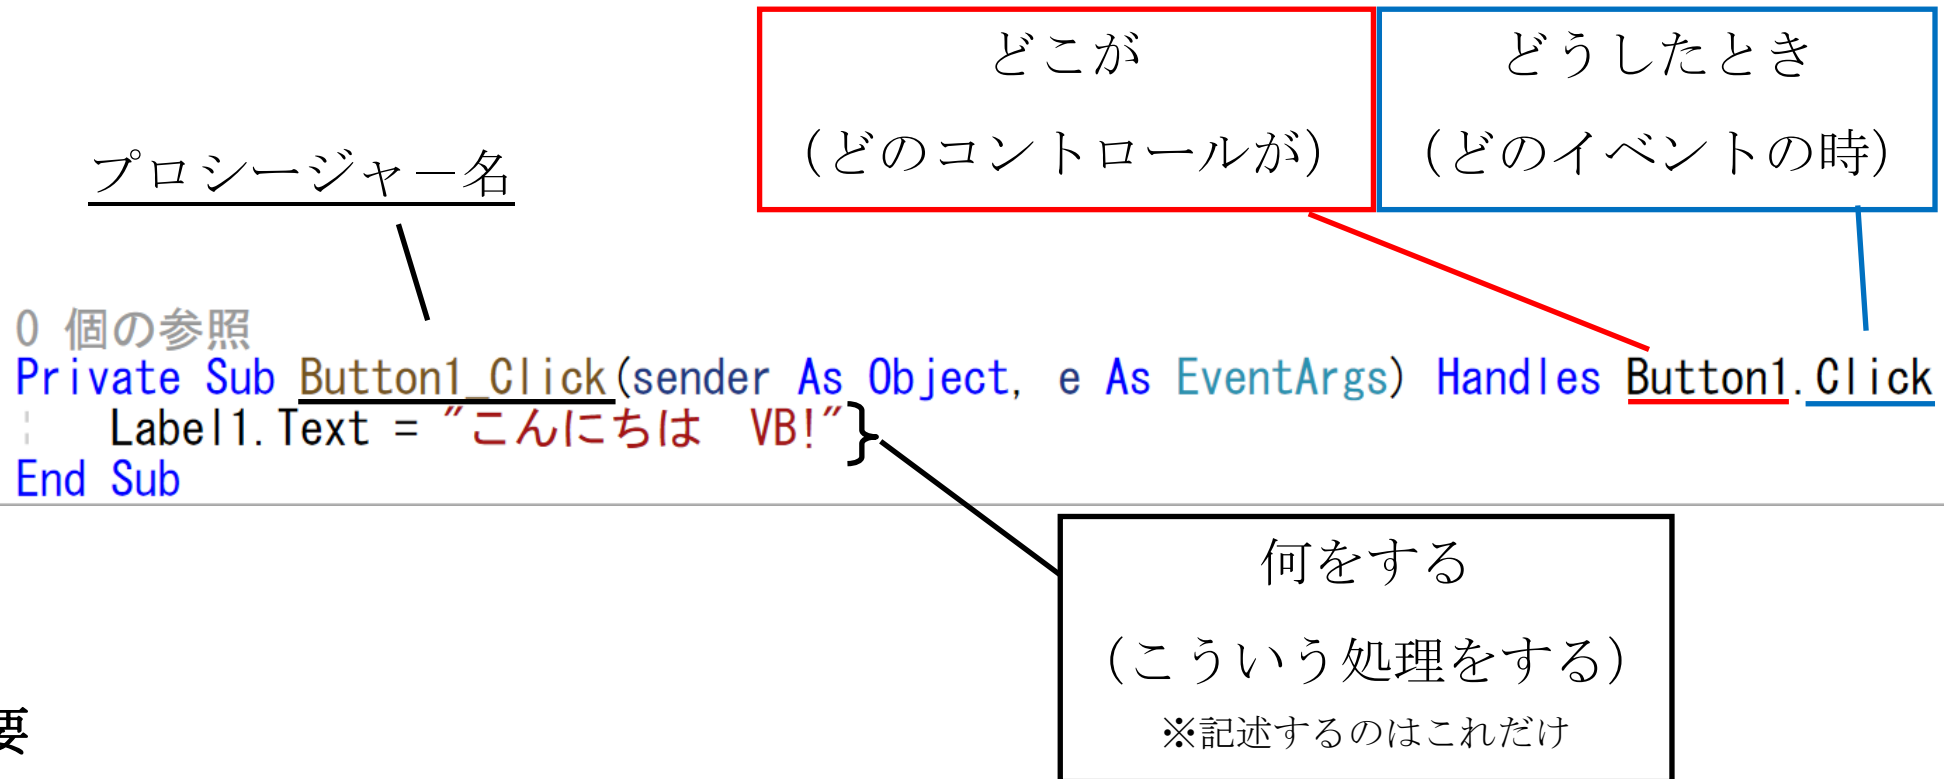 どこが
(どのコントロールが)
どうしたとき
(どのイベントの時)
プロシージャー名
0 個の参照
Private Sub Button1_Click(sender As Object, e As EventArgs) Handles Button1.Click
Label1.Text = "こんにちは　VB!"
End Sub
何をする
(こういう処理をする)
※記述するのはこれだけ
要